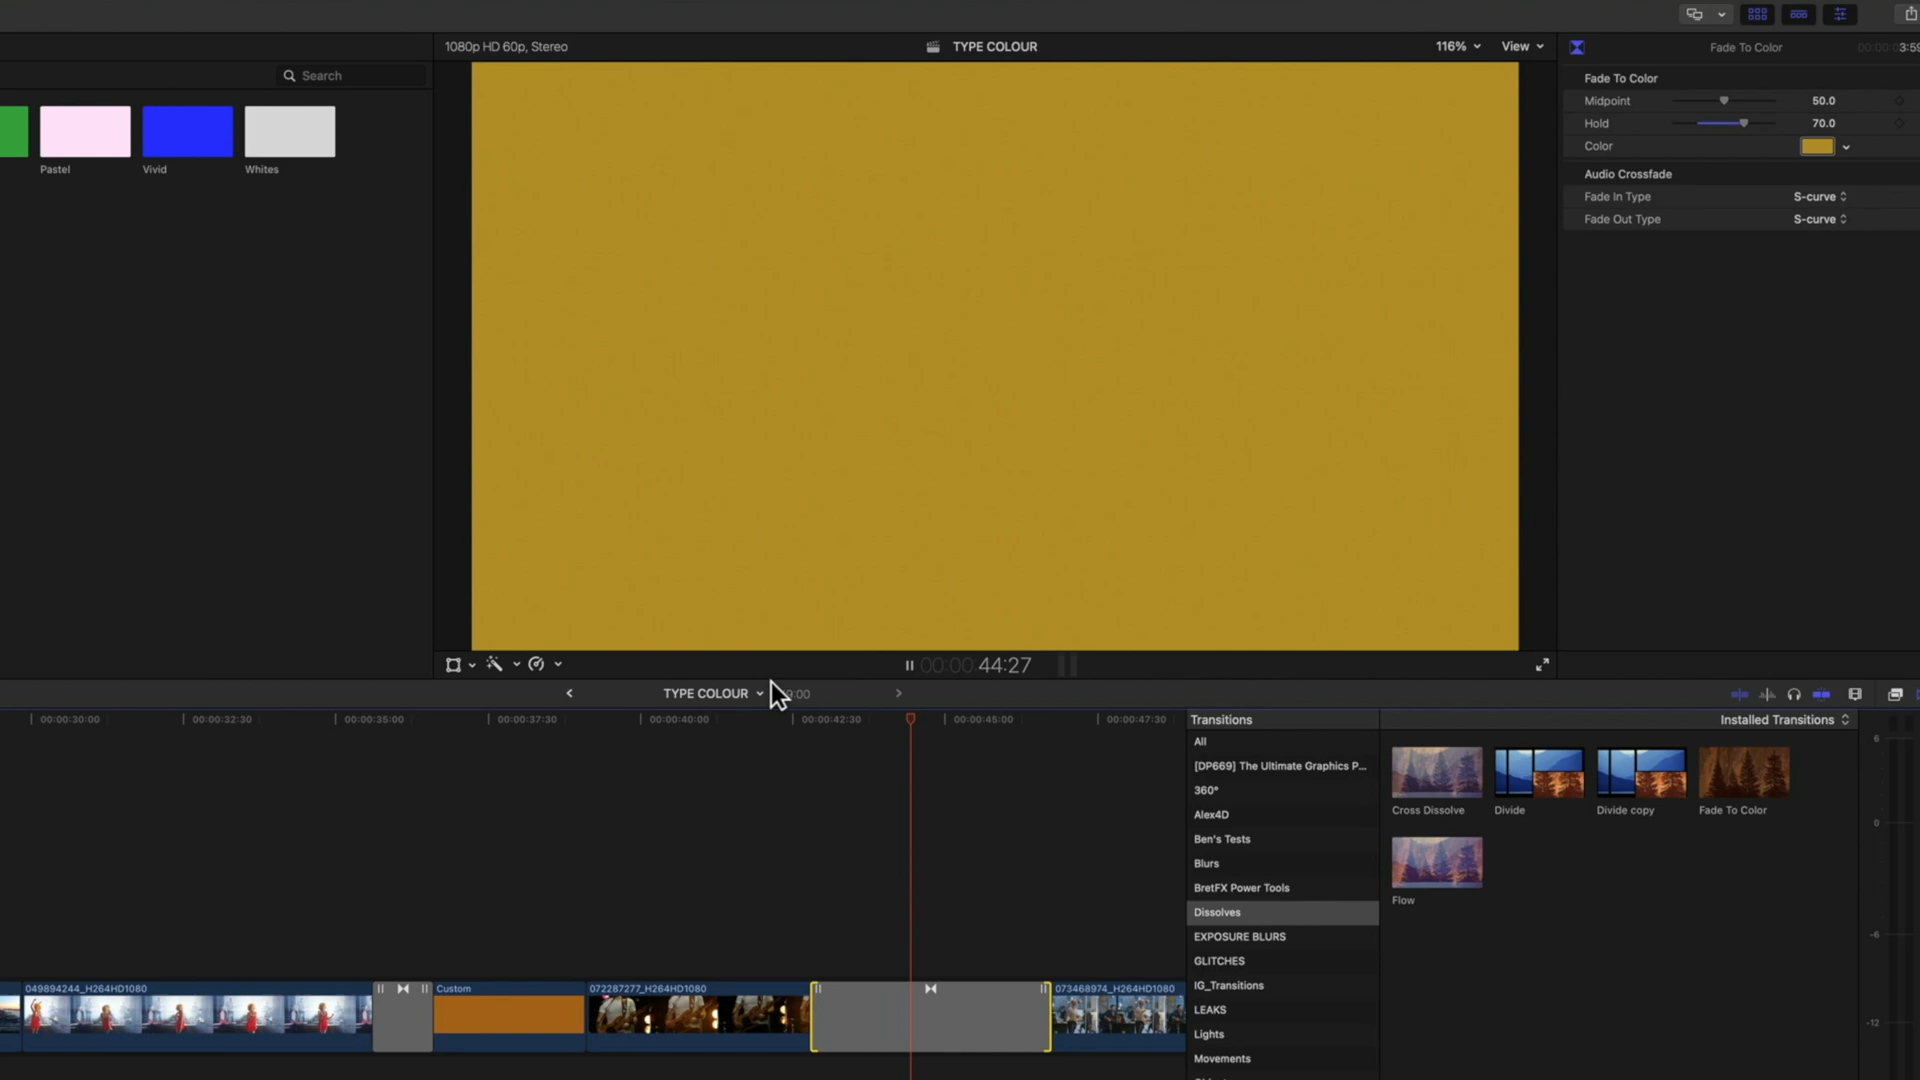 1080p HD 60p, Stereo
TYPE COLOUR
116%
View
Fade To Color
Search
Pastel
Vivid
Whites
Fade To Color
Midpoint
50.0
Hold
70.0
Color
Audio Crossfade
Fade In Type
S-curve
Fade Out Type
S-curve
00:00:44:27
TYPE COLOUR
00:00:30:00
00:00:32:30
00:00:35:00
00:00:37:30
00:00:40:00
00:00:42:30
00:00:45:00
00:00:47:30
Transitions
Installed Transitions
All
[DP669] The Ultimate Graphics P...
360°
Alex4D
Ben's Tests
Blurs
BretFX Power Tools
Dissolves
EXPOSURE BLURS
GLITCHES
IG_Transitions
LEAKS
Lights
Movements
Cross Dissolve
Divide
Divide copy
Fade To Color
Flow
6
0
-6
-12
049894244_H264HD1080
Custom
072287277_H264HD1080
073468974_H264HD1080